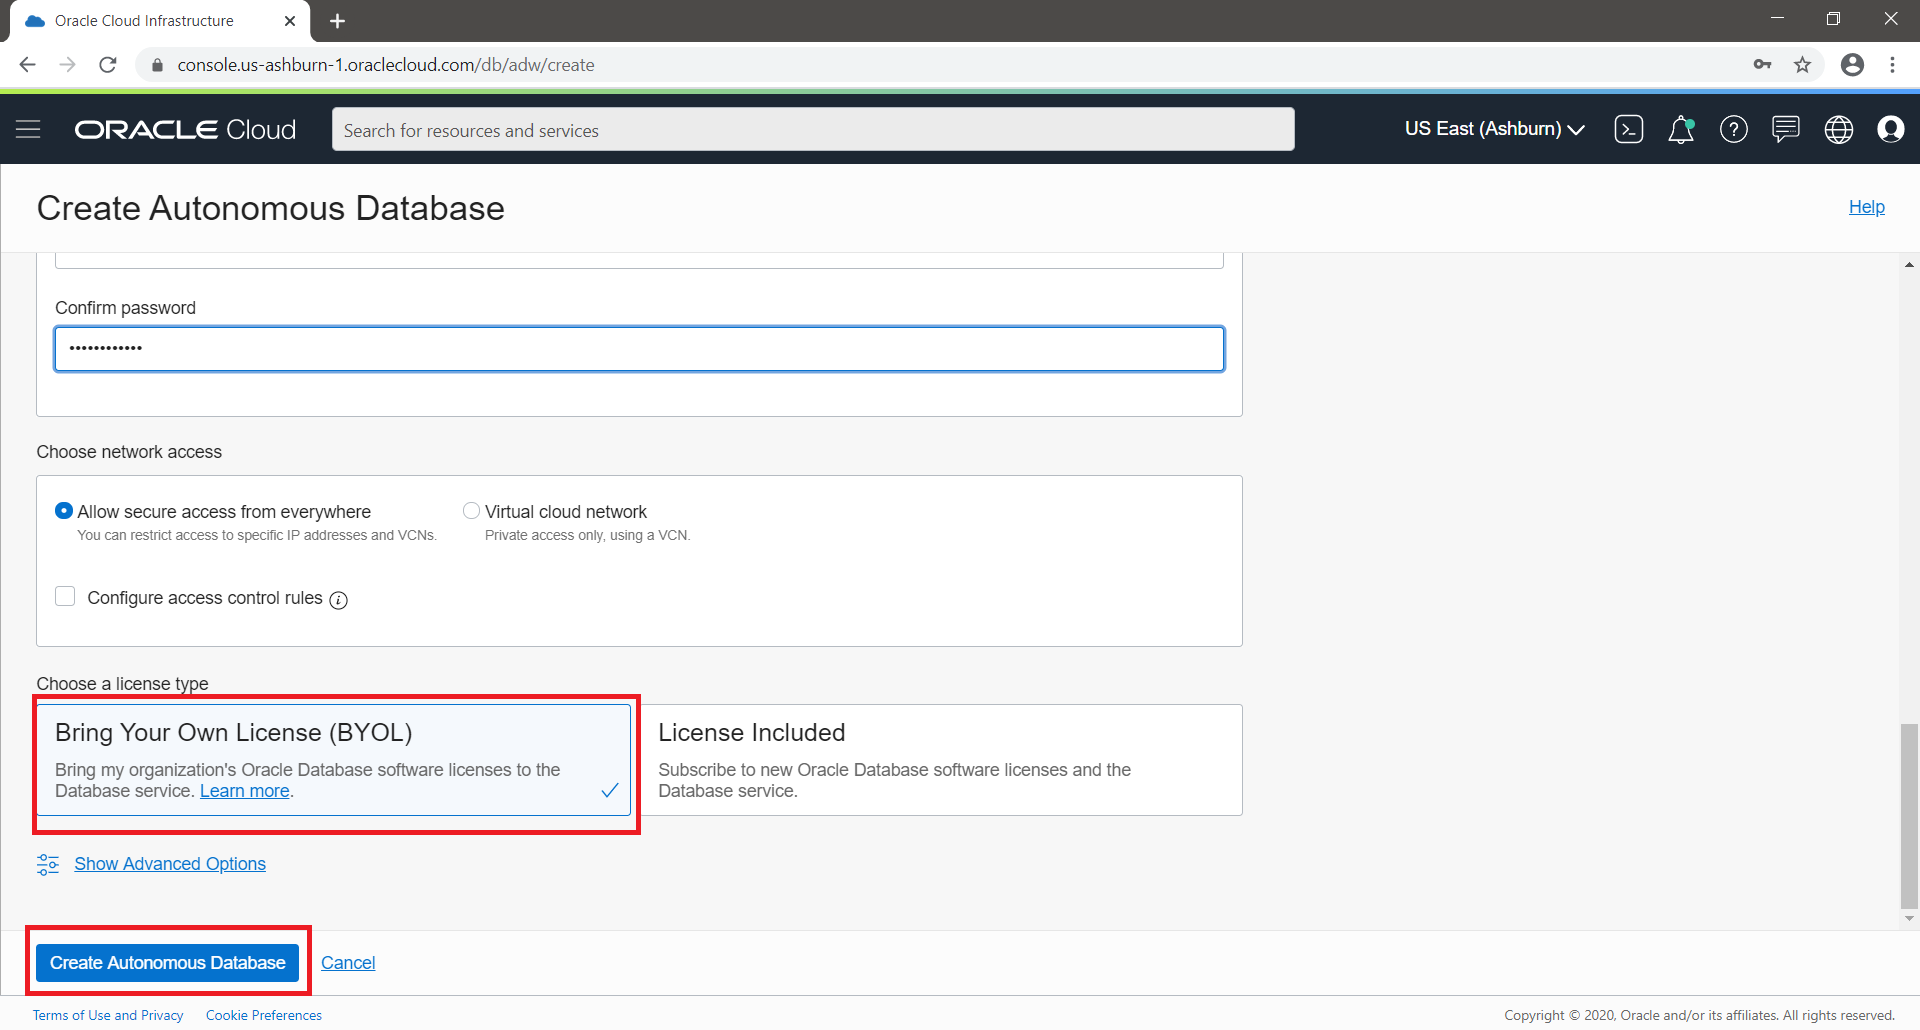 Oracle Cloud Infrastructure
console.us-ashburn-1.oraclecloud.com/db/adw/create
ORACLE Cloud
Search for resources and services
US East (Ashburn)
Create Autonomous Database
Help
Confirm password
••••••••••••
Choose network access
Allow secure access from everywhere
You can restrict access to specific IP addresses and VCNs.
Virtual cloud network
Private access only, using a VCN.
Configure access control rules
Choose a license type
Bring Your Own License (BYOL)
Bring my organization's Oracle Database software licenses to the
Database service. Learn more.
License Included
Subscribe to new Oracle Database software licenses and the
Database service.
Show Advanced Options
Create Autonomous Database
Cancel
Terms of Use and Privacy
Cookie Preferences
Copyright © 2020, Oracle and/or its affiliates. All rights reserved.